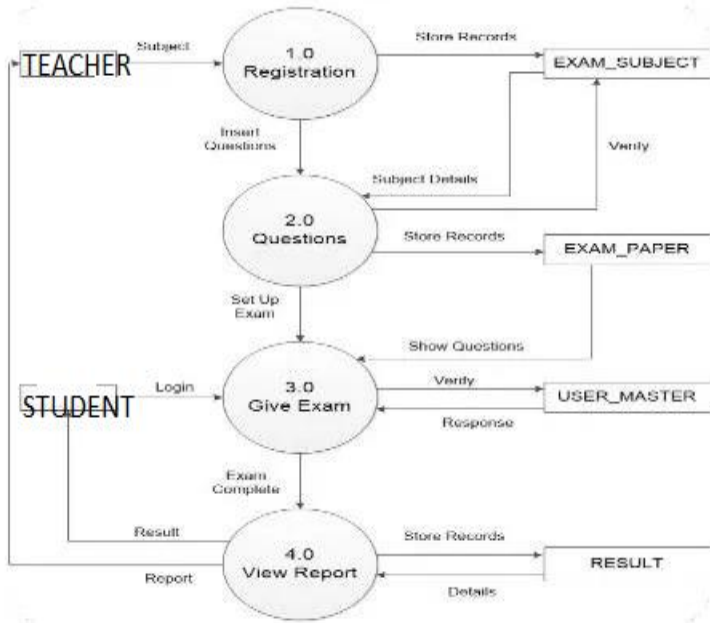 Subject
1.0
Registration
Store Records
TEACHER
EXAM_SUBJECT
Insert
Questions
Verify
Subject Details
2.0
Questions
Store Records
EXAM_PAPER
Set Up
Exam
Show Questions
Login
3.0
Give Exam
Verify
STUDENT
USER_MASTER
Response
Exam
Complete
Result
4.0
View Report
Store Records
RESULT
Report
Details